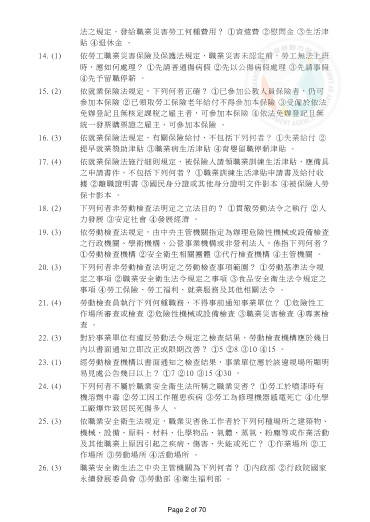 法之規定，發給職業災害勞工何種費用？ ①資遣費 ②慰問金 ③生活津
貼 ④退休金 。
14. (1) 依勞工職業災害保險及保護法規定，職業災害未認定前，勞工無法上班
時，應如何處理？ ①先請普通傷病假 ②先以公傷病假處理 ③先請事假
④先予留職停薪 。
15. (2) 依就業保險法規定，下列何者正確？ ①已參加公教人員保險者，仍可
參加本保險 ②已領取勞工保險老年給付不得參加本保險 ③受僱於依法
免辦登記且無核定課稅之雇主者，可參加本保險 ④依法免辦登記且無
統一發票購票證之雇主，可參加本保險 。
16. (3) 依就業保險法規定，有關保險給付，不包括下列何者？ ①失業給付 ②
提早就業獎助津貼 ③職業病生活津貼 ④育嬰留職停薪津貼 。
17. (4) 依就業保險法施行細則規定，被保險人請領職業訓練生活津貼，應備具
之申請書件，不包括下列何者？ ①職業訓練生活津貼申請書及給付收
據 ②離職證明書 ③國民身分證或其他身分證明文件影本 ④被保險人勞
保卡影本 。
18. (2) 下列何者非勞動檢查法明定之立法目的？ ①貫徹勞動法令之執行 ②人
力發展 ③安定社會 ④發展經濟 。
19. (3) 依勞動檢查法規定，由中央主管機關指定為辦理危險性機械或設備檢查
之行政機關、學術機構、公營事業機構或非營利法人，係指下列何者？
①勞動檢查機構 ②安全衛生相關團體 ③代行檢查機構 ④主管機關 。
20. (3) 下列何者非勞動檢查法明定之勞動檢查事項範圍？ ①勞動基準法令規
定之事項 ②職業安全衛生法令規定之事項 ③食品安全衛生法令規定之
事項 ④勞工保險、勞工福利、就業服務及其他相關法令 。
21. (4) 勞動檢查員執行下列何種職務，不得事前通知事業單位？ ①危險性工
作場所審查或檢查 ②危險性機械或設備檢查 ③職業災害檢查 ④專案檢
查 。
22. (3) 對於事業單位有違反勞動法令規定之檢查結果，勞動檢查機構應於幾日
內以書面通知立即改正或限期改善？ ①5 ②8 ③10 ④15 。
23. (1) 經勞動檢查機構以書面通知之檢查結果，事業單位應於該違規場所顯明
易見處公告幾日以上？ ①7 ②10 ③15 ④30 。
24. (4) 下列何者不屬於職業安全衛生法所稱之職業災害？ ①勞工於噴漆時有
機溶劑中毒 ②勞工因工作罹患疾病 ③勞工為修理機器感電死亡 ④化學
工廠爆炸致居民死傷多人 。
25. (3) 依職業安全衛生法規定，職業災害係工作者於下列何種場所之建築物、
機械、設備、原料、材料、化學物品、氣體、蒸氣、粉塵等或作業活動
及其他職業上原因引起之疾病、傷害、失能或死亡？ ①作業場所 ②工
作場所 ③勞動場所 ④活動場所 。
26. (3) 職業安全衛生法之中央主管機關為下列何者？ ①內政部 ②行政院國家
永續發展委員會 ③勞動部 ④衛生福利部 。
Page 2 of 70